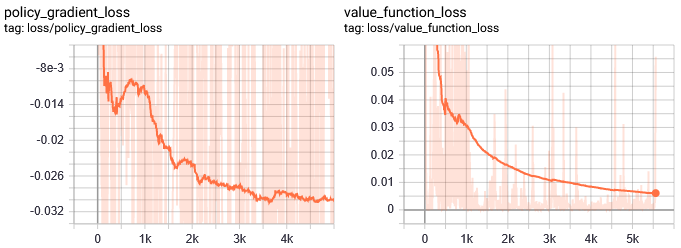 policy_gradient_loss
tag: loss/policy_gradient_loss
-8e-3
-0.014
-0.02
-0.026
-0.032
0 1k 2k 3k 4k
value_function_loss
tag: loss/value_function_loss
0.05
0.04
0.03
0.02
0.01
0
0 1k 2k 3k 4k 5k